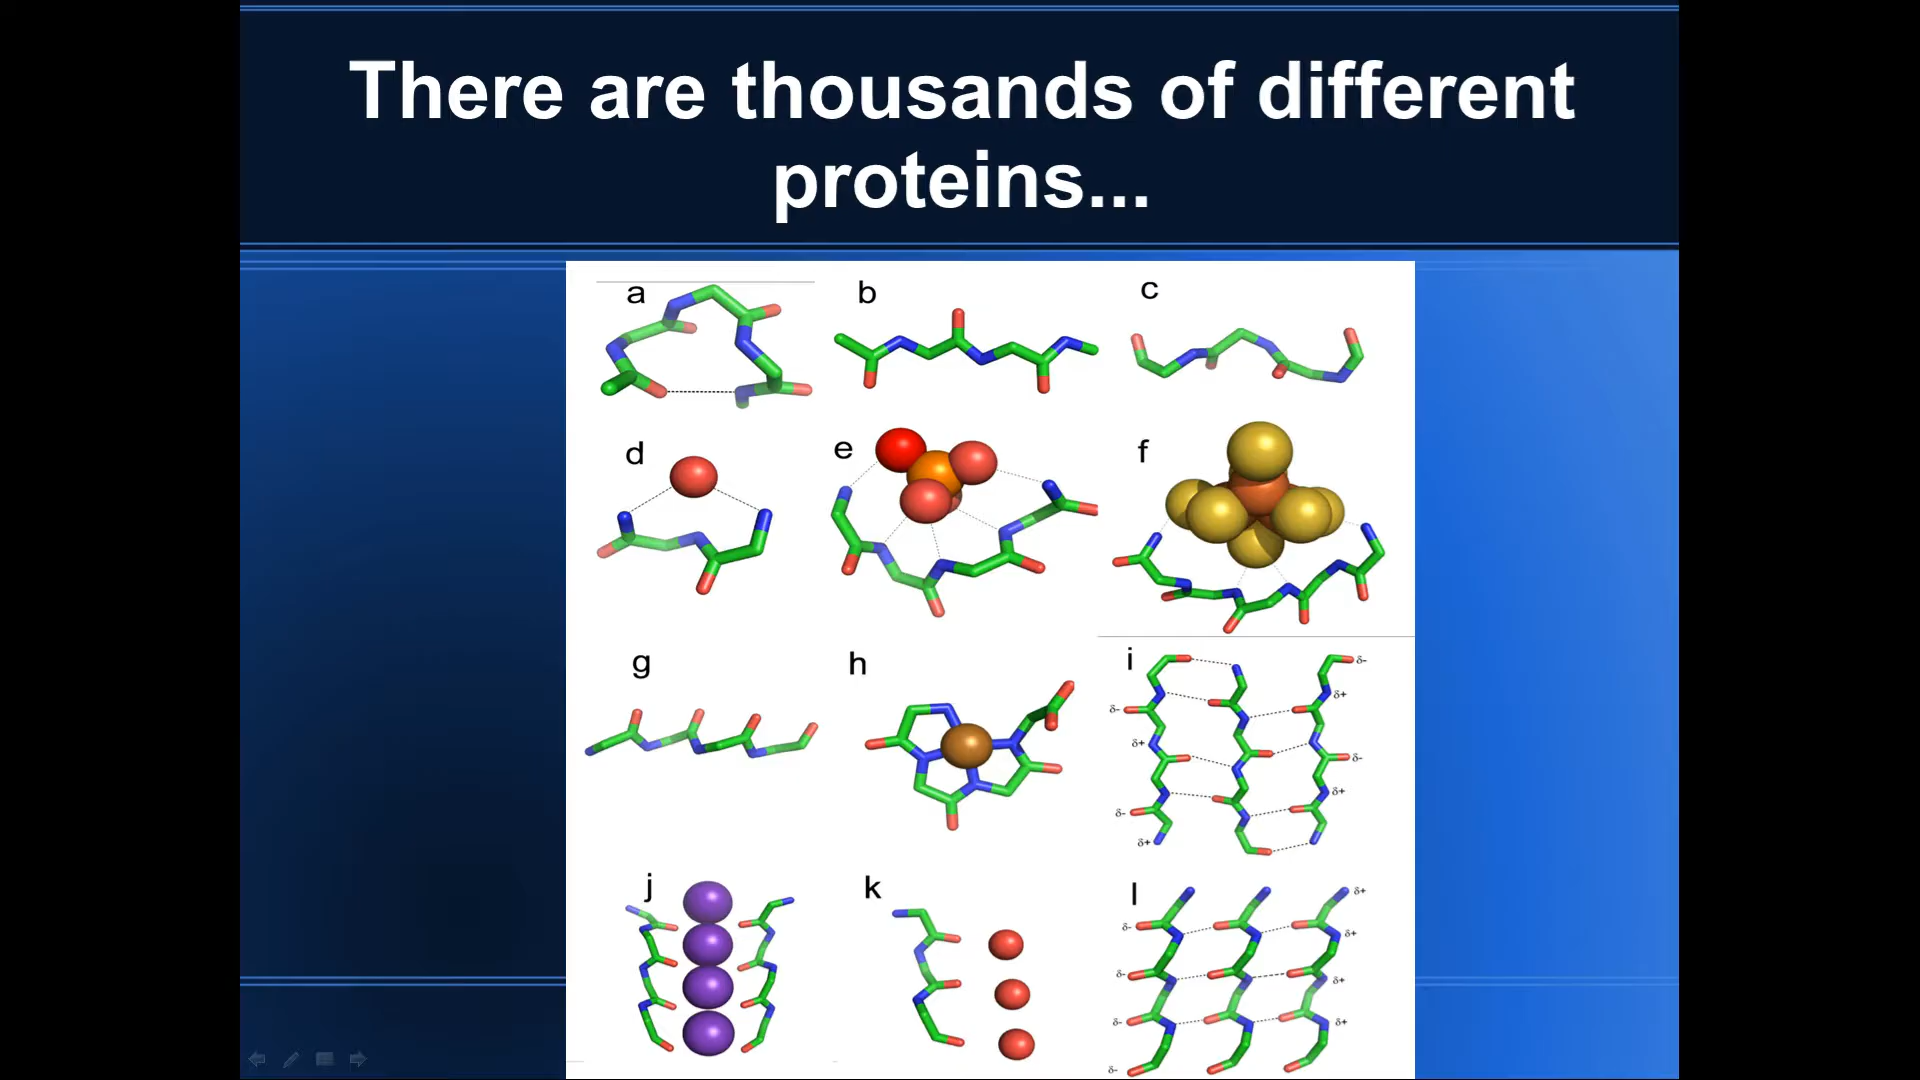 There are thousands of different
proteins...
a
b
c
d
e
f
g
h
i
δ-
δ+
δ-
δ+
δ-
δ-
δ+
δ+
δ-
j
k
l
δ+
δ-
δ+
δ-
δ+
δ-
δ+
δ-